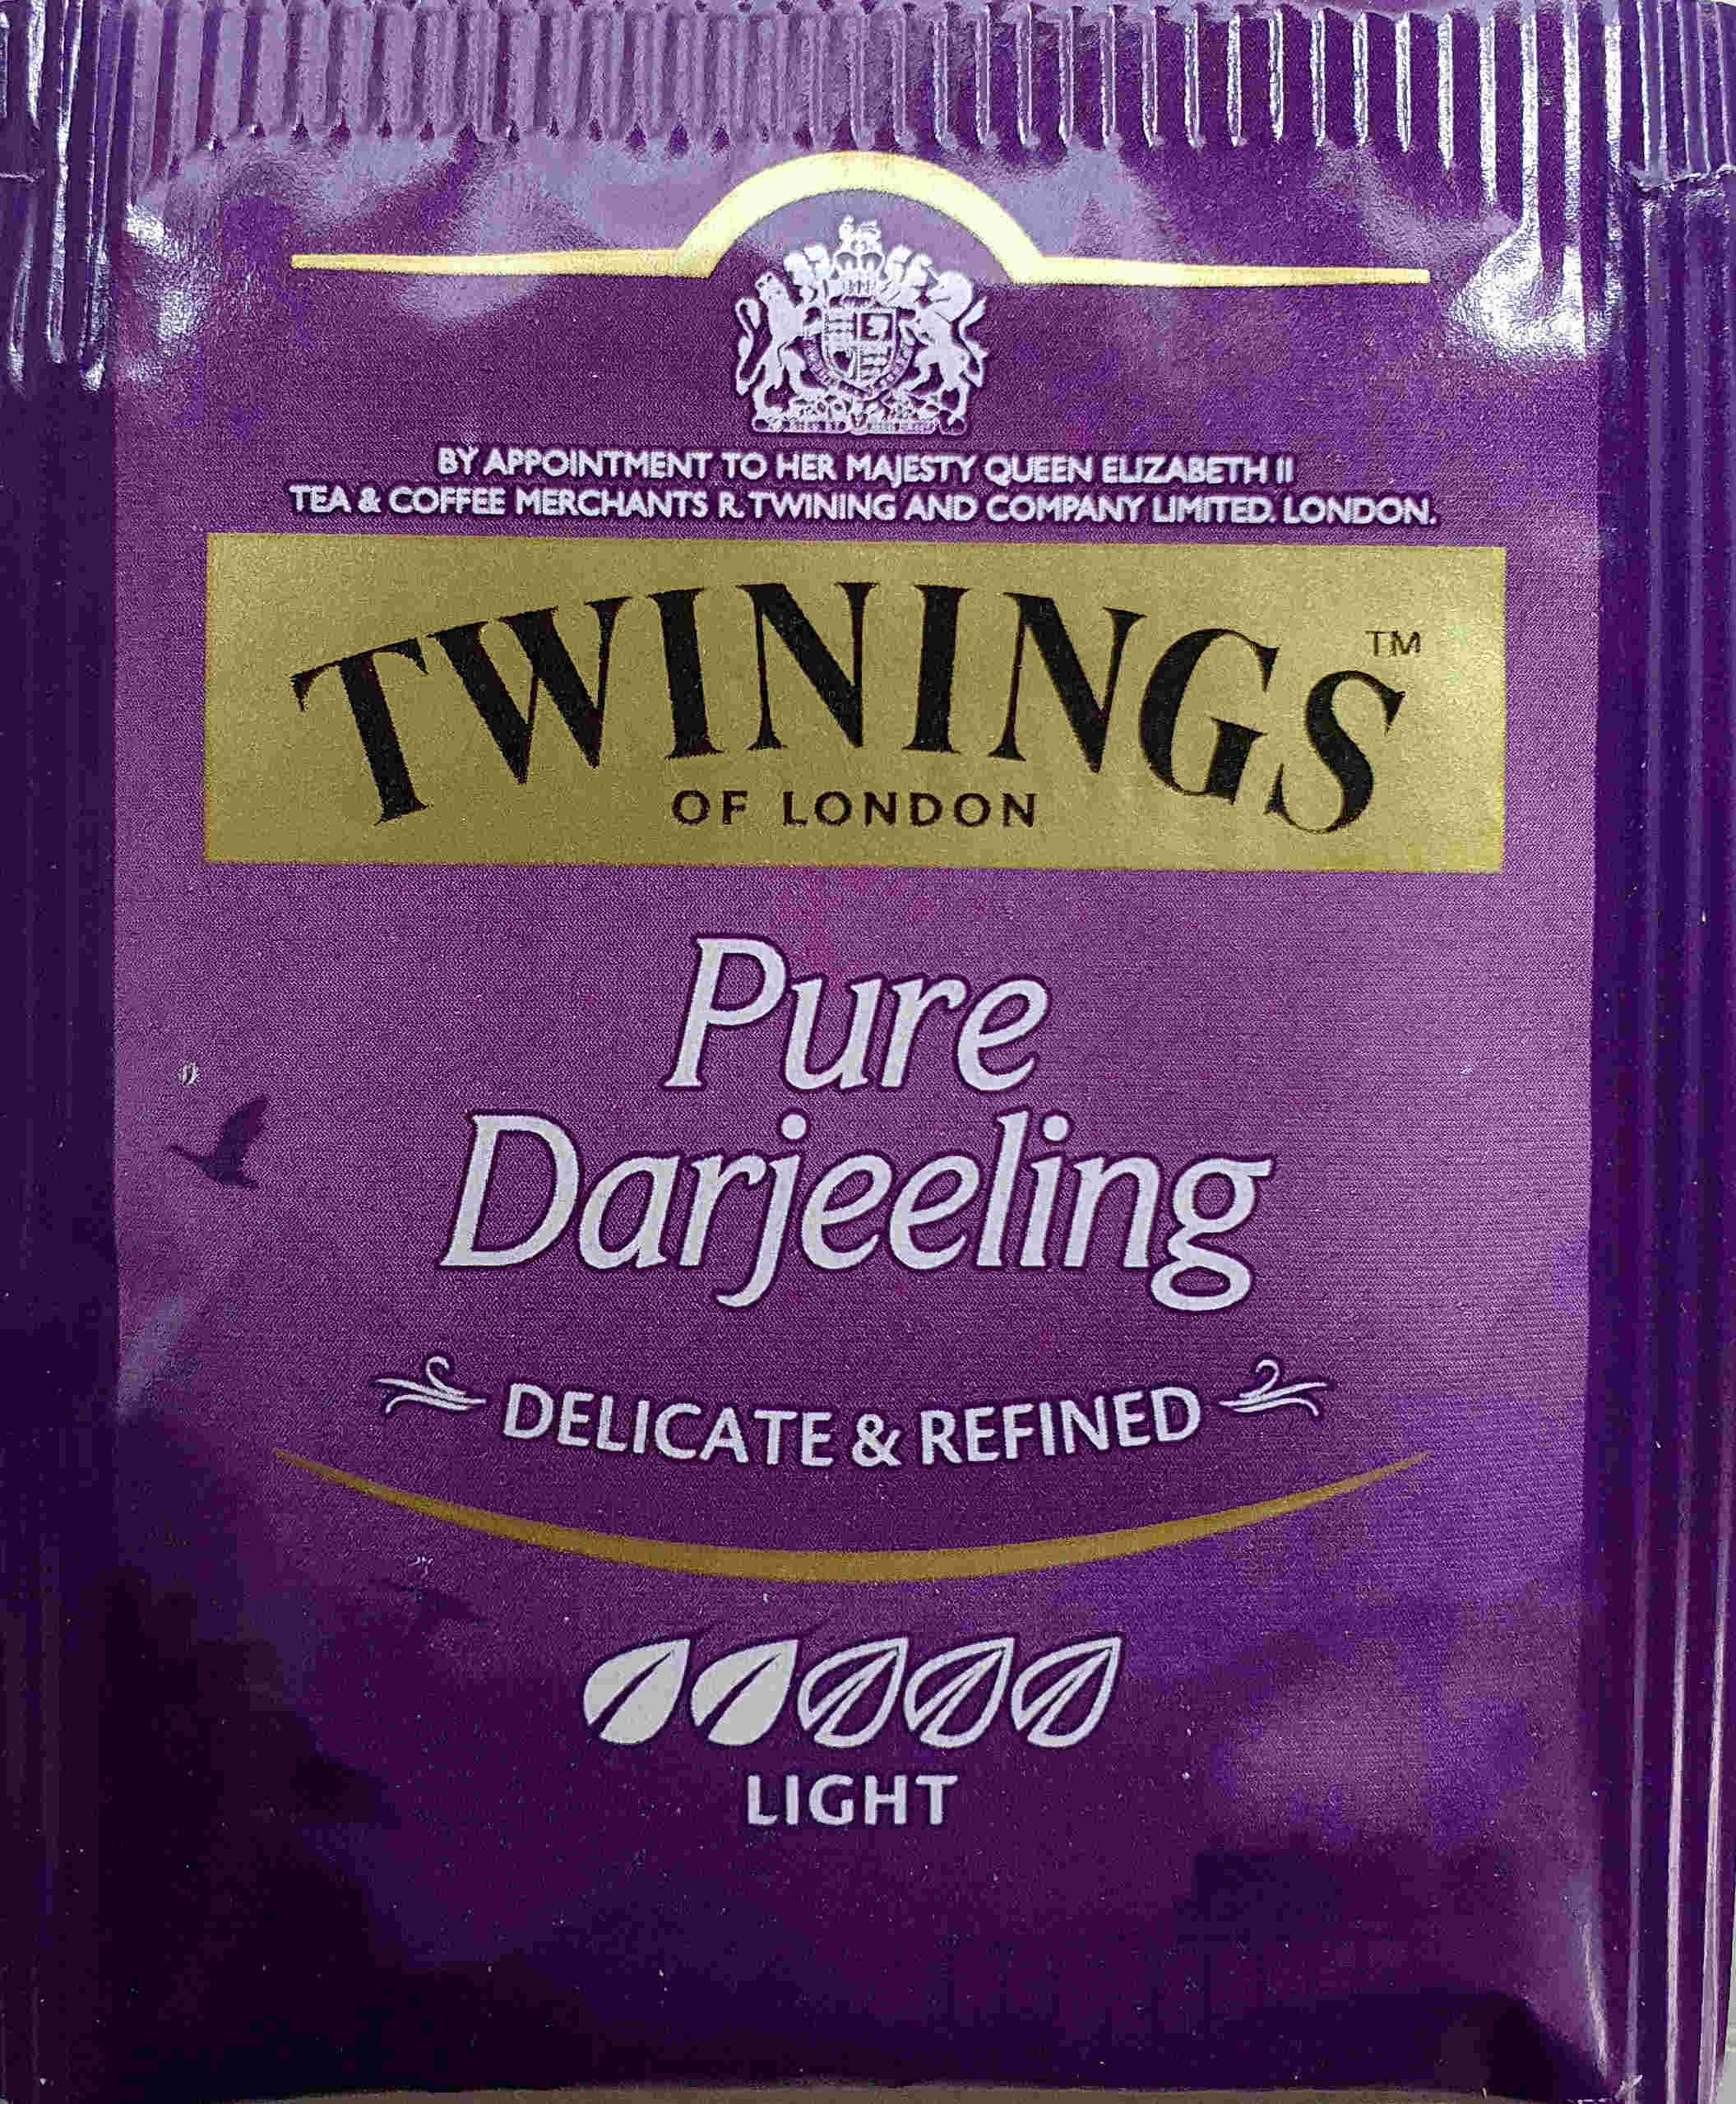 BY APPOINTMENT TO HER MAJESTY QUEEN ELIZABETH II
TEA & COFFEE MERCHANTS R. TWINING AND COMPANY LIMITED. LONDON.
TWININGS™
OF LONDON
Pure
Darjeeling
DELICATE & REFINED
LIGHT